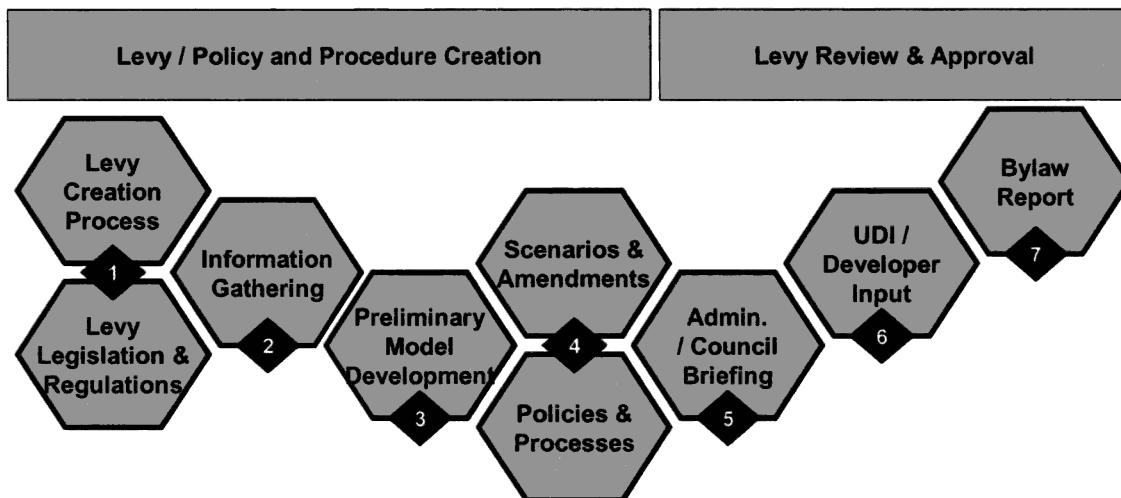 Levy / Policy and Procedure Creation
Levy Review & Approval
Levy
Creation
Process
1
Levy
Legislation &
Regulations
Information
Gathering
2
Preliminary
Model
Development
3
Scenarios &
Amendments
4
Policies &
Processes
Admin.
/ Council
Briefing
5
UDI /
Developer
Input
6
Bylaw
Report
7